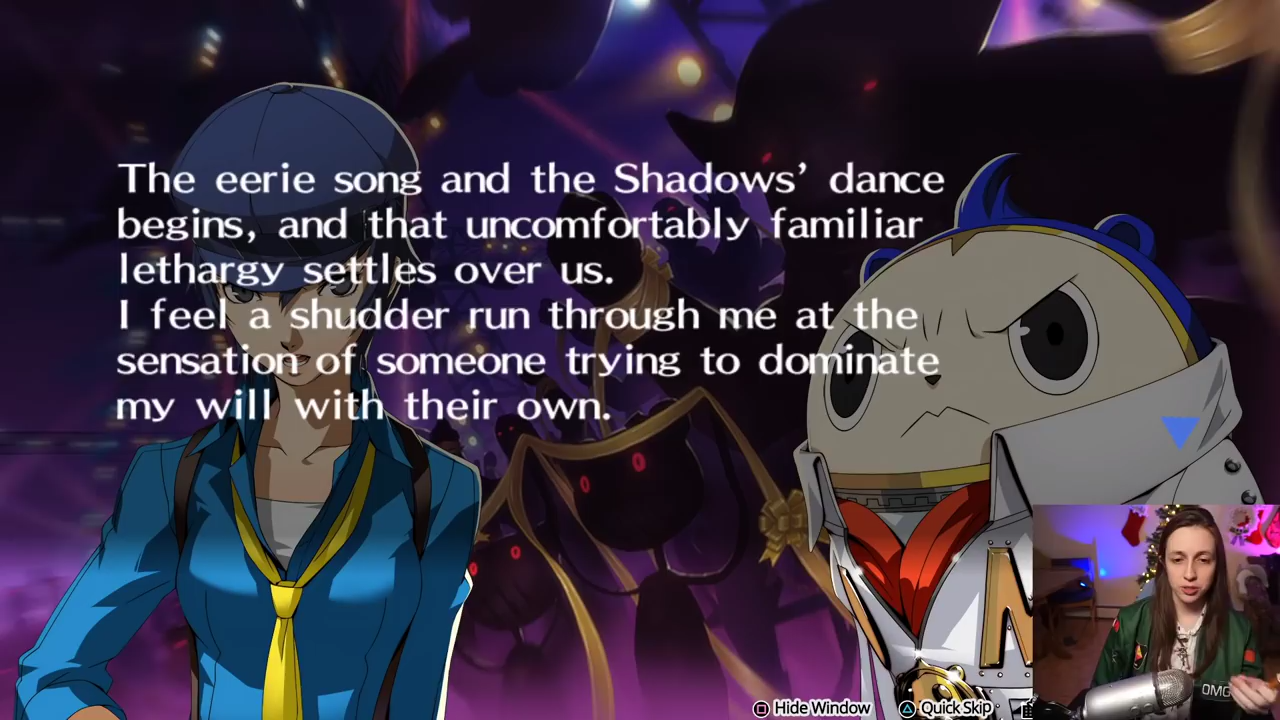 The eerie song and the Shadows' dance
begins, and that uncomfortably familiar
lethargy settles over us.
I feel a shudder run through me at the
sensation of someone trying to dominate
my will with their own.
N
OMG
Hide Window Quick Skip